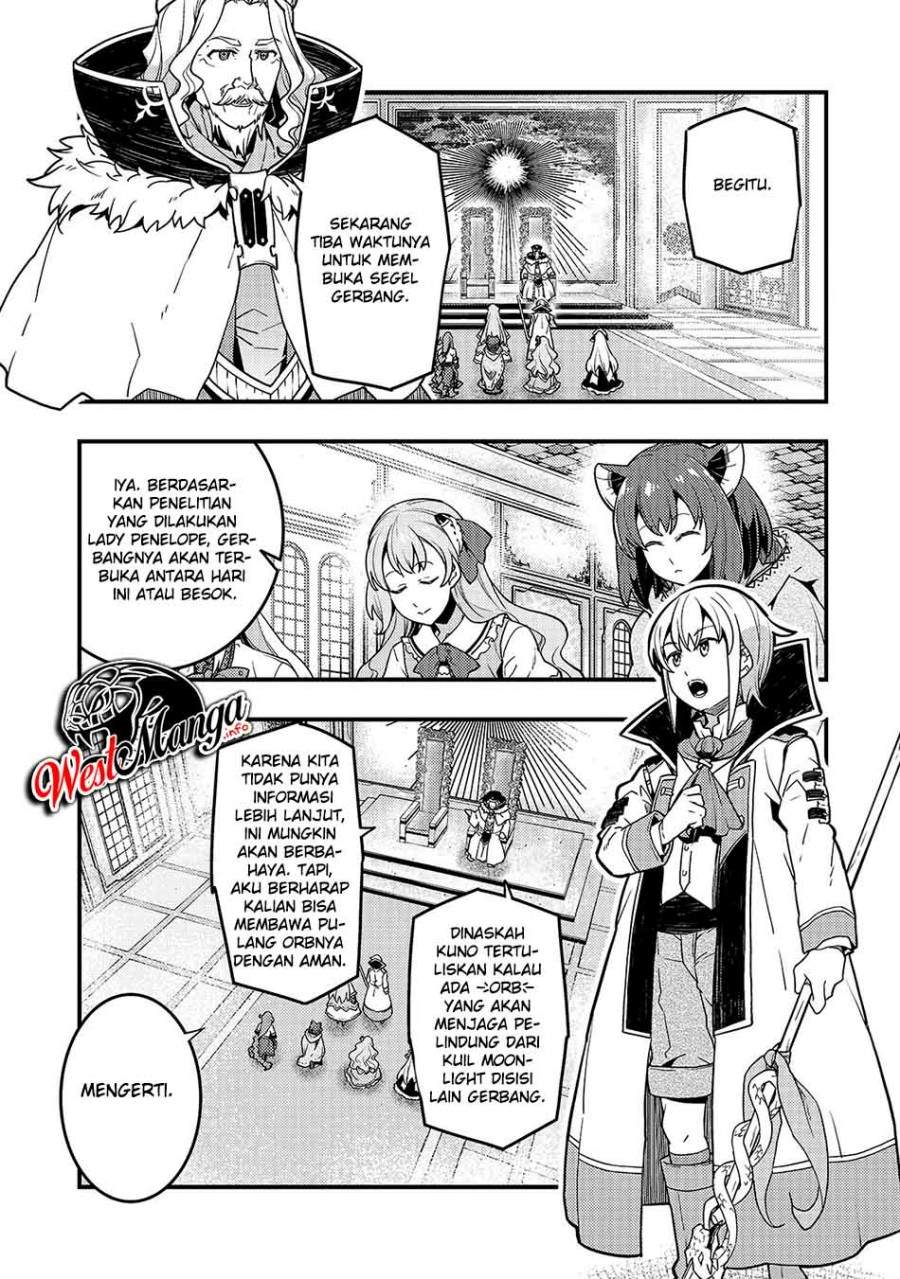 BEGITU.
SEKARANG
TIBA WAKTUNYA
UNTUK MEM-
BUKA SEGEL
GERBANG.
IYA. BERDASAR-
KAN PENELITIAN
YANG DILAKUKAN
LADY PENELOPE, GER-
BANGNYA AKAN TER-
BUKA ANTARA HARI
INI ATAU BESOK.
WestManga
.info
KARENA KITA
TIDAK PUNYA
INFORMASI
LEBIH LANJUT,
INI MUNGKIN
AKAN BERBA-
HAYA. TAPI,
AKU BERHARAP
KALIAN BISA
MEMBAWA PU-
LANG ORBNYA
DENGAN AMAN.
DINASKAH
KUNO TERTU-
LISKAN KALAU
ADA -ORB-
YANG AKAN
MENJAGA PE-
LINDUNG DARI
KUIL MOON-
LIGHT DISISI
LAIN GERBANG.
MENGERTI.